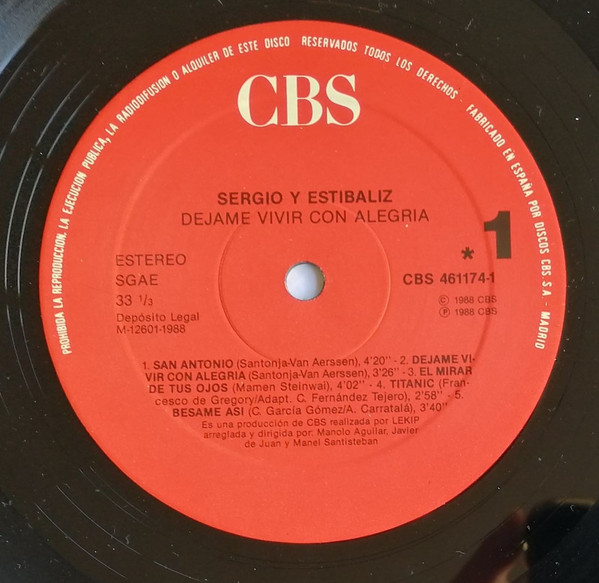 PROHIBIDA LA REPRODUCCION. LA EJECUCION PUBLICA, LA RADIODIFUSION O ALQUILER DE ESTE DISCO. RESERVADOS TODOS LOS DERECHOS · FABRICADO EN ESPAÑA POR DISCOS CBS S.A. - MADRID
CBS
SERGIO Y ESTIBALIZ
DEJAME VIVIR CON ALEGRIA
* 1
ESTEREO
SGAE
33 1/3
Depósito Legal
M-12601-1988
CBS 461174-1
© 1988 CBS
℗ 1988 CBS
1. SAN ANTONIO (Santonja-Van Aerssen), 4'20" - 2. DEJAME VI-
VIR CON ALEGRIA (Santonja-Van Aerssen), 3'26" - 3. EL MIRAR
DE TUS OJOS (Mamen Steinwai), 4'02" - 4. TITANIC (Fran-
cesco de Gregory/Adapt. C. Fernández Tejero), 2'58" - 5.
BESAME ASI (C. García Gómez/A. Carratalá), 3'40"
Es una producción de CBS realizada por LEKIP
arreglada y dirigida por: Manolo Aguilar, Javier
de Juan y Manel Santisteban